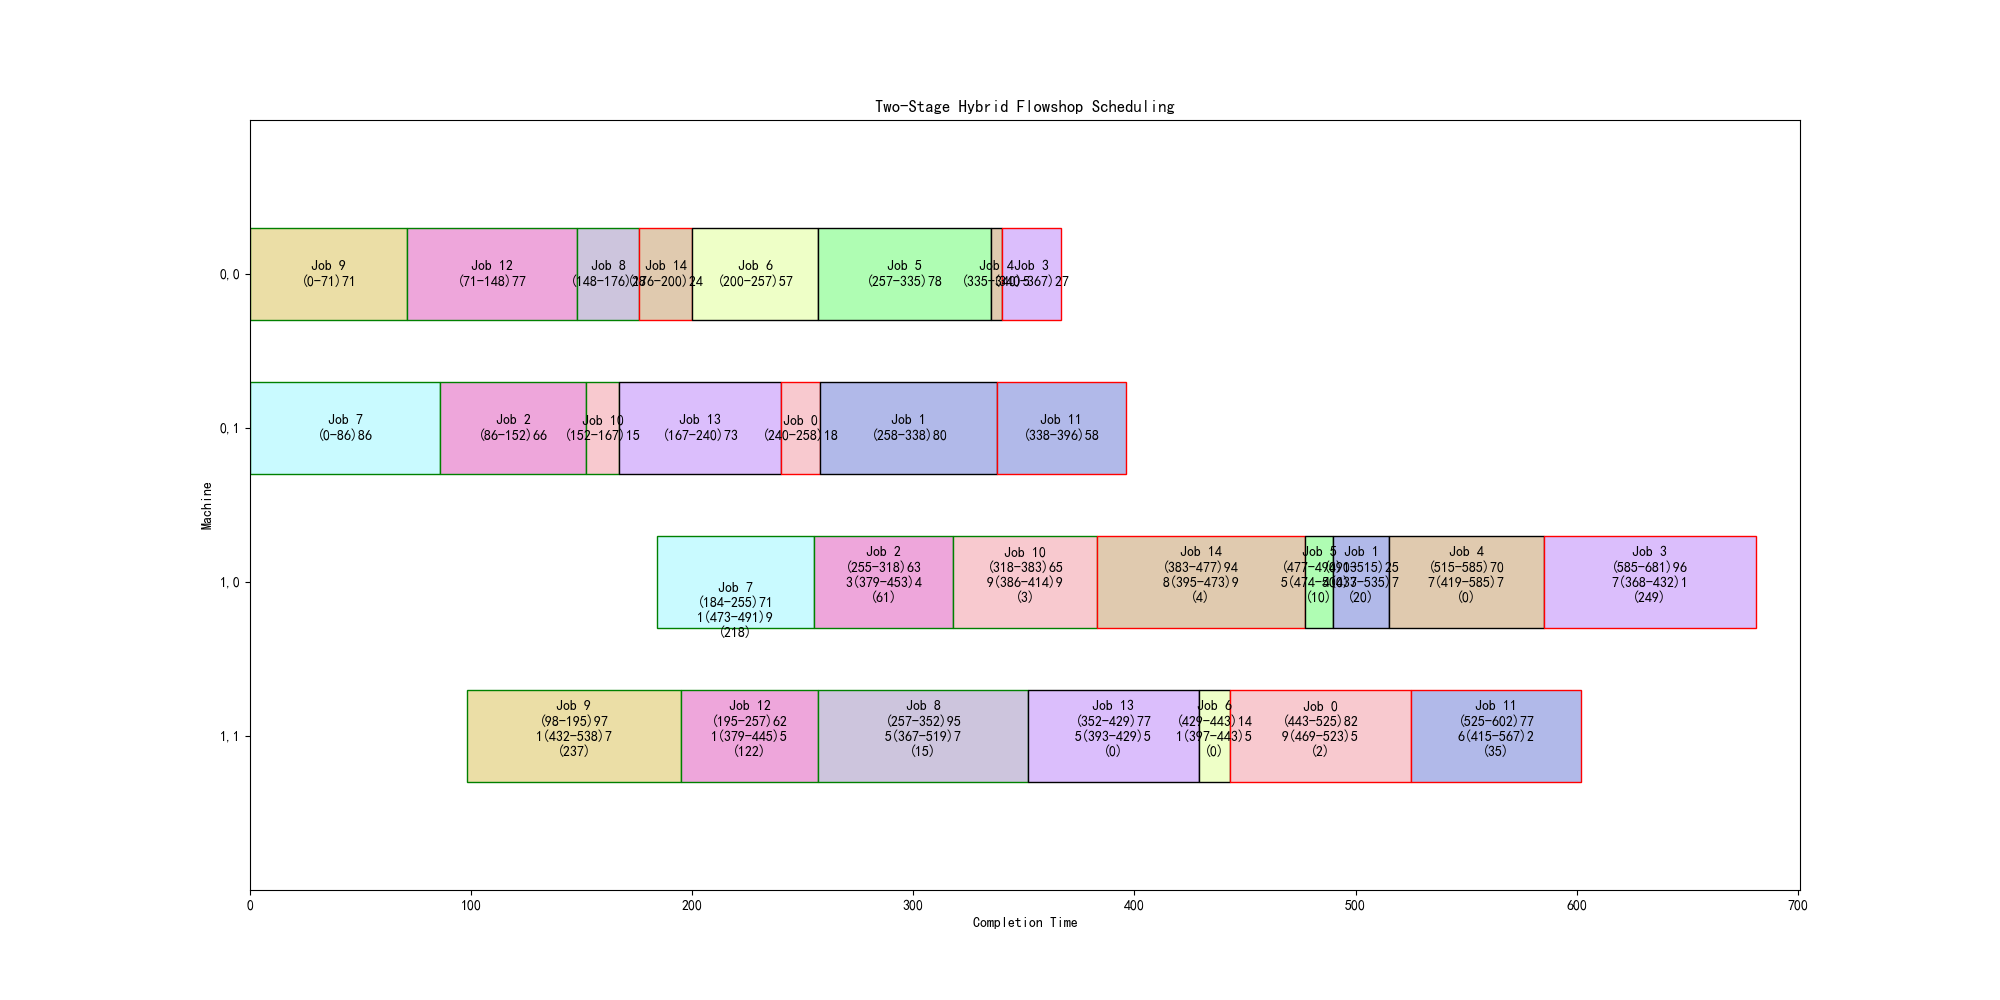 Two-Stage Hybrid Flowshop Scheduling
Machine
0,0
Job 9
(0-71)71
Job 12
(71-148)77
Job 8
(148-176)28
Job 14
(176-200)24
Job 6
(200-257)57
Job 5
(257-335)78
Job 4
(335-340)5
Job 3
(340-367)27
0,1
Job 7
(0-86)86
Job 2
(86-152)66
Job 10
(152-167)15
Job 13
(167-240)73
Job 0
(240-258)18
Job 1
(258-338)80
Job 11
(338-396)58
1,0
Job 7
(184-255)71
1(473-491)9
(218)
Job 2
(255-318)63
3(379-453)4
(61)
Job 10
(318-383)65
9(386-414)9
(3)
Job 14
(383-477)94
8(395-473)9
(4)
Job 5
(477-490)13
(10)
Job 1
(490-515)25
(20)
Job 4
(515-585)70
7(419-585)7
(0)
Job 3
(585-681)96
7(368-432)1
(249)
1,1
Job 9
(98-195)97
1(432-538)7
(237)
Job 12
(195-257)62
1(379-445)5
(122)
Job 8
(257-352)95
5(367-519)7
(15)
Job 13
(352-429)77
5(393-429)5
(0)
Job 6
(429-443)14
1(397-443)5
(0)
Job 0
(443-525)82
9(469-523)5
(2)
Job 11
(525-602)77
6(415-567)2
(35)
0
100
200
300
400
500
600
700
Completion Time